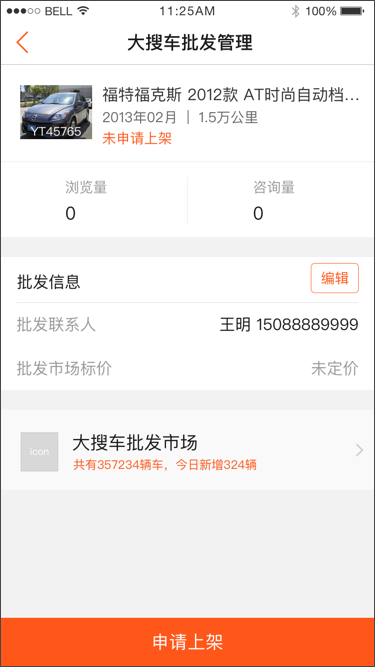 BELL 11:25AM 100%
大搜车批发管理
福特福克斯 2012款 AT时尚自动档...
2013年02月 | 1.5万公里
YT45765
未申请上架
浏览量 咨询量
0 0
批发信息 编辑
批发联系人 王明 15088889999
批发市场标价 未定价
icon 大搜车批发市场
共有357234辆车，今日新增324辆
申请上架